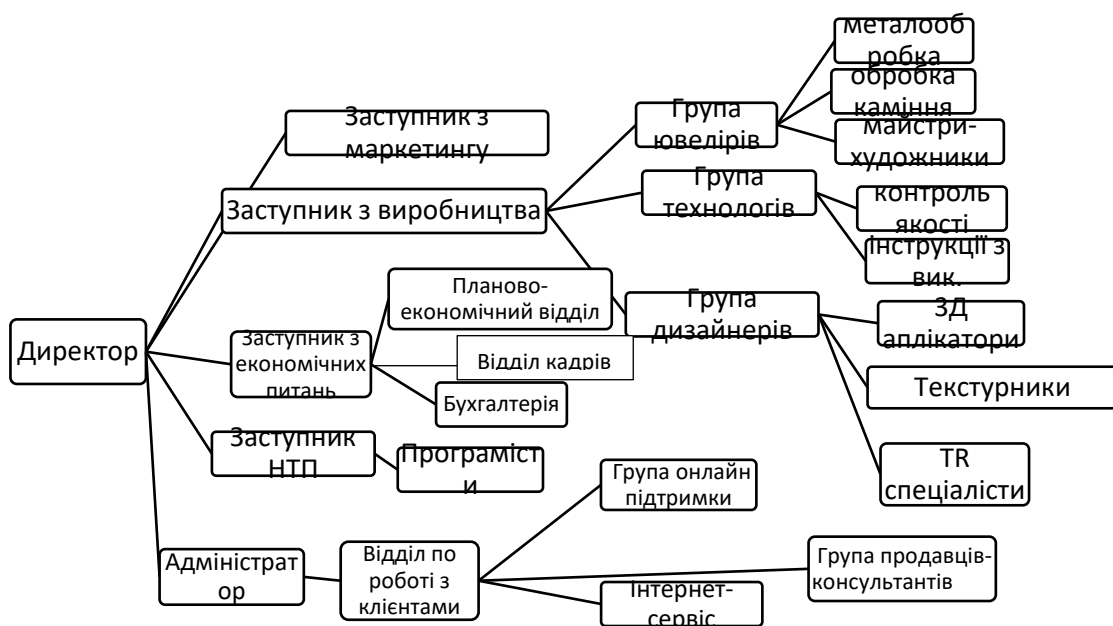 металооб
робка
обробка
каміння
майстри-
художники
Заступник з
маркетингу
Група
ювелірів
Заступник з виробництва
Група
технологів
контроль
якості
інструкції з
вик.
Планово-
економічний відділ
Група
дизайнерів
3Д
аплікатори
Директор
Заступник з
економічних
питань
Відділ кадрів
Текстурники
Бухгалтерія
Заступник
НТП
Програміст
и
TR
спеціалісти
Група онлайн
підтримки
Адміністрат
ор
Відділ по
роботі з
клієнтами
Група продавців-
консультантів
Інтернет-
сервіс